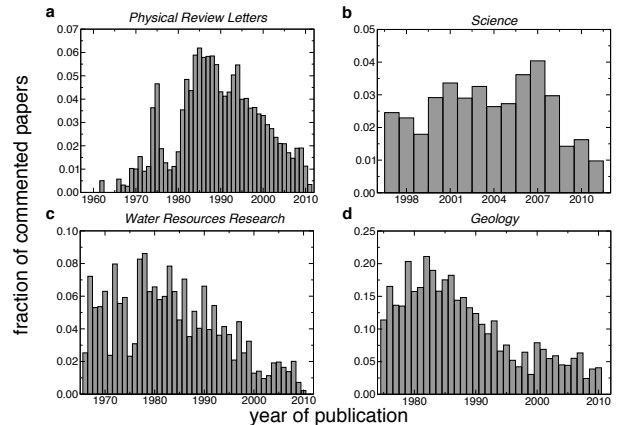 a
Physical Review Letters
0.07
0.06
0.05
0.04
0.03
0.02
0.01
0.00
1960 1970 1980 1990 2000 2010
b
Science
0.05
0.04
0.03
0.02
0.01
0.00
1998 2001 2004 2007 2010
c
Water Resources Research
0.10
0.08
0.06
0.04
0.02
0.00
1970 1980 1990 2000 2010
d
Geology
0.25
0.20
0.15
0.10
0.05
0.00
1980 1990 2000 2010
fraction of commented papers
year of publication